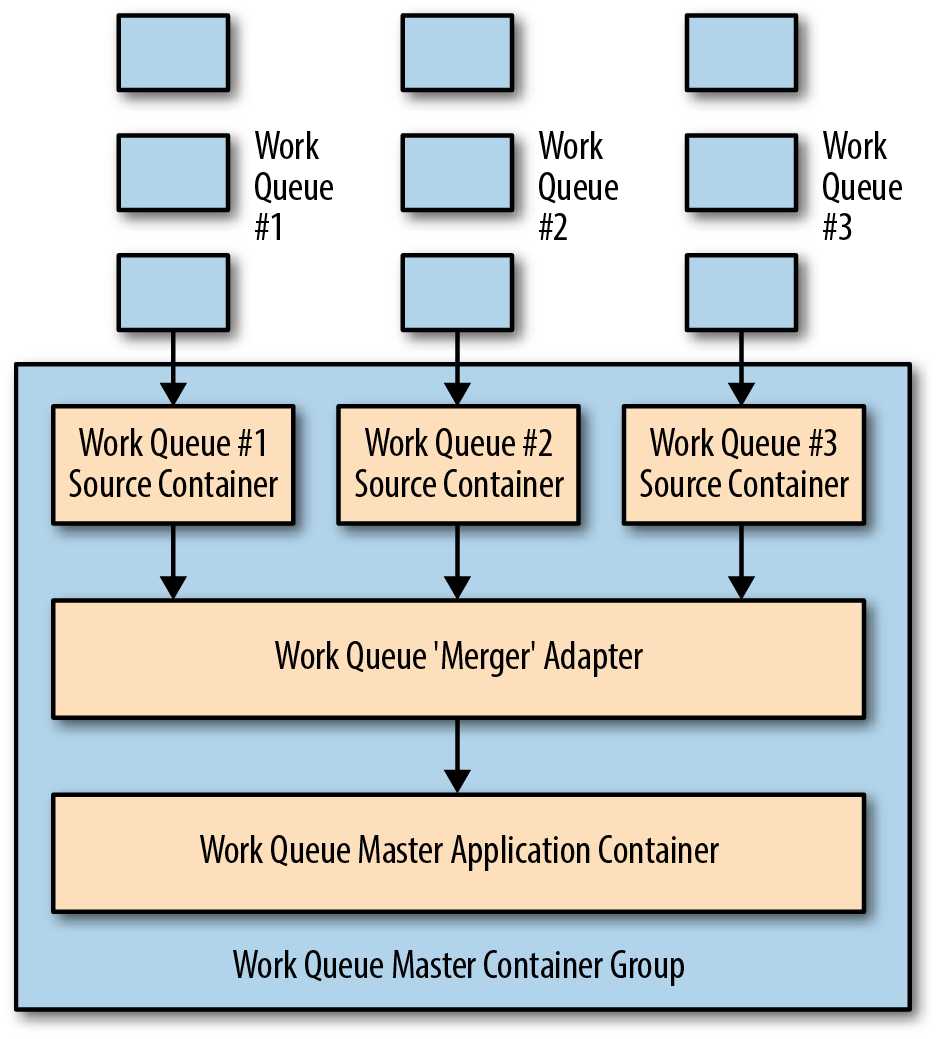 Work
Queue
#1
Work
Queue
#2
Work
Queue
#3
Work Queue #1
Source Container
Work Queue #2
Source Container
Work Queue #3
Source Container
Work Queue 'Merger' Adapter
Work Queue Master Application Container
Work Queue Master Container Group